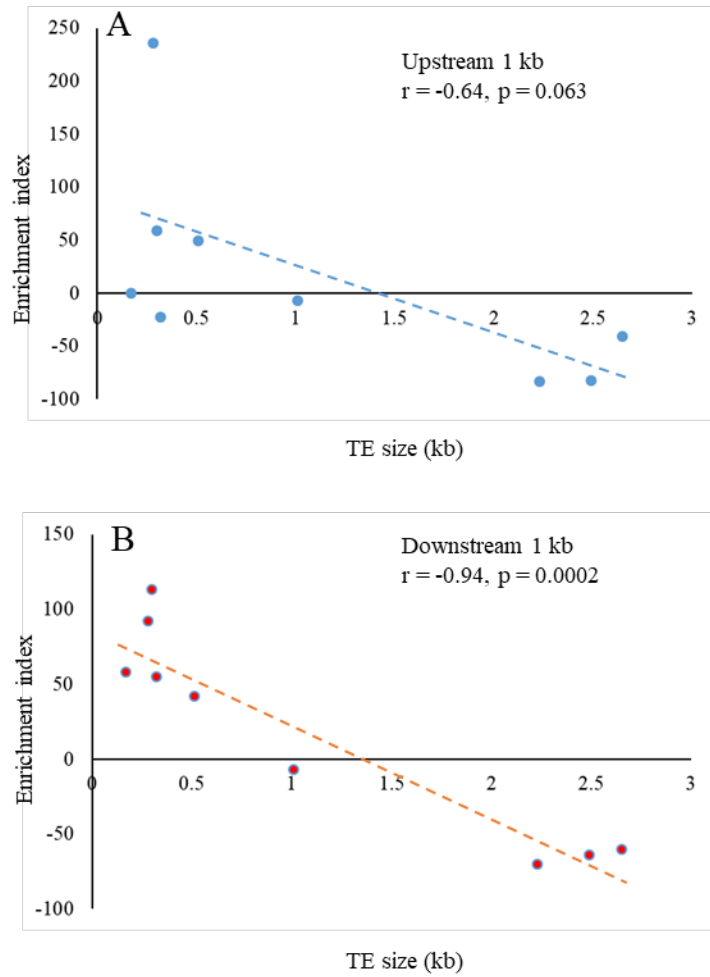 A
Upstream 1 kb
r = -0.64, p = 0.063
Enrichment index
250
200
150
100
50
0
-50
-100
0 0.5 1 1.5 2 2.5 3
TE size (kb)
B
Downstream 1 kb
r = -0.94, p = 0.0002
Enrichment index
150
100
50
0
-50
-100
0 0.5 1 1.5 2 2.5 3
TE size (kb)